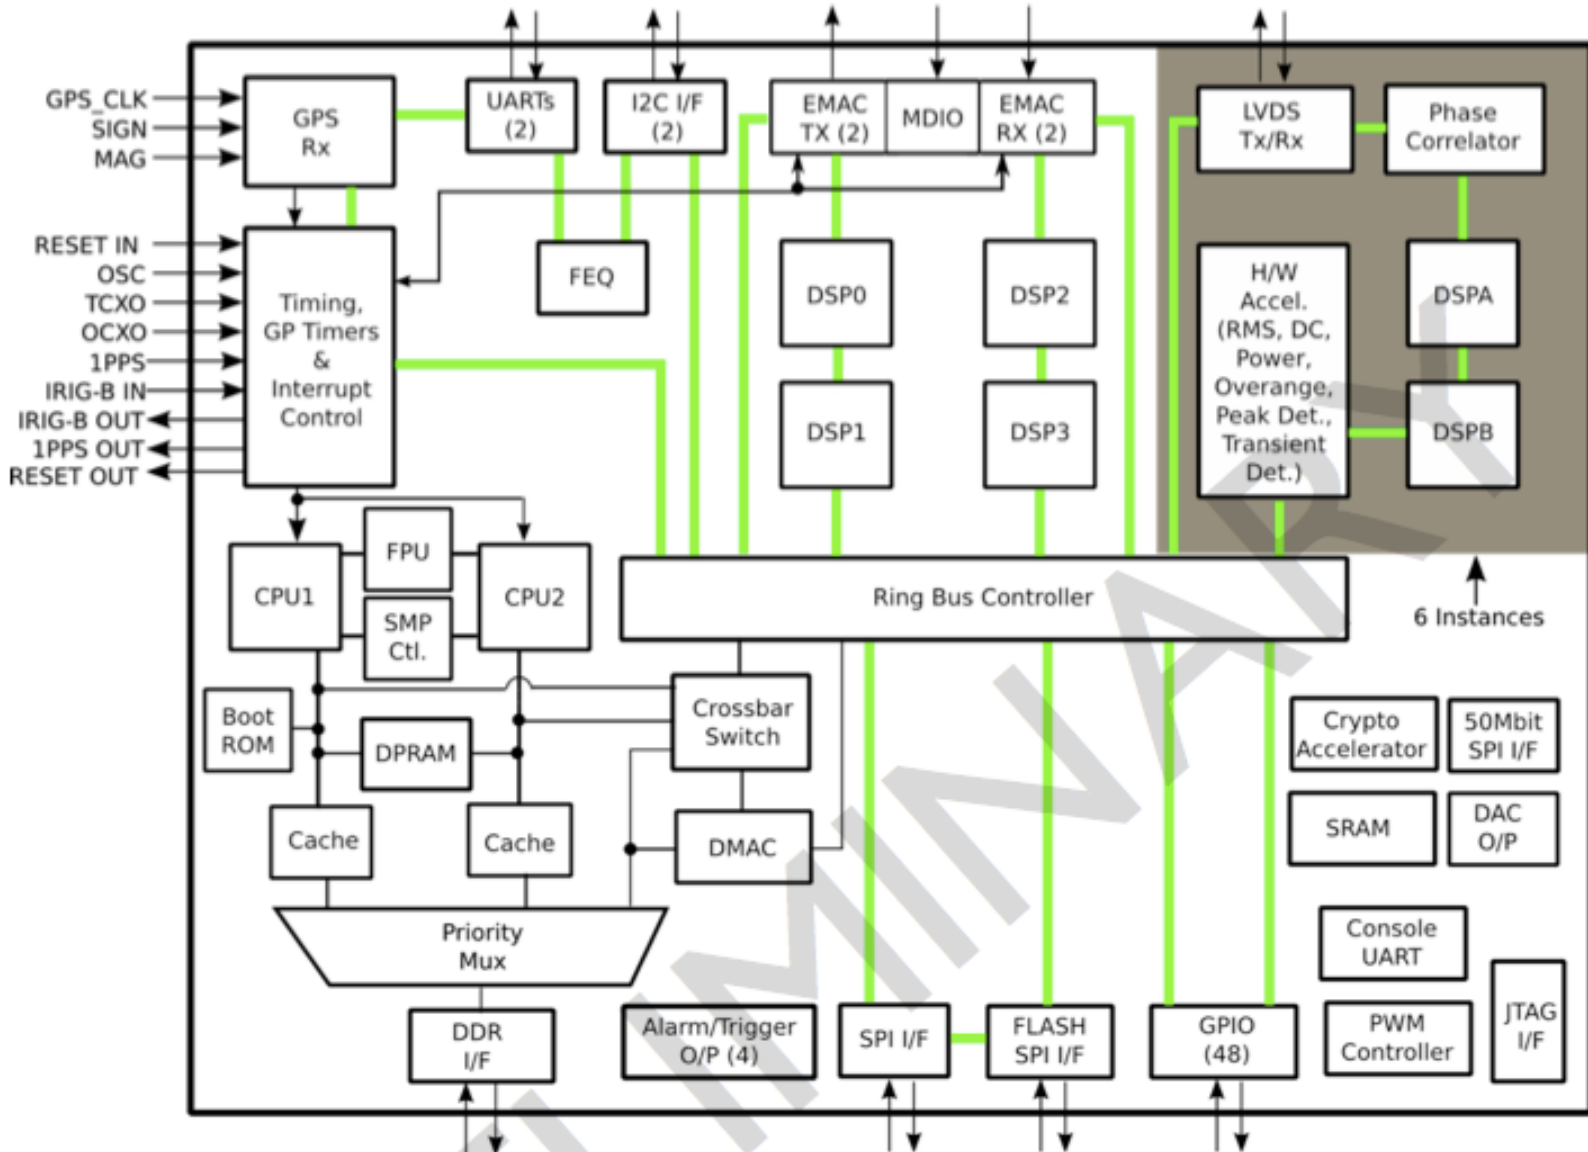 GPS_CLK
SIGN
MAG
GPS
Rx
UARTs
(2)
I2C I/F
(2)
EMAC
TX (2)
MDIO
EMAC
RX (2)
LVDS
Tx/Rx
Phase
Correlator
RESET IN
OSC
TCXO
OCXO
1PPS
IRIG-B IN
IRIG-B OUT
1PPS OUT
RESET OUT
Timing,
GP Timers
&
Interrupt
Control
FEQ
DSP0
DSP2
DSP1
DSP3
H/W
Accel.
(RMS, DC,
Power,
Overange,
Peak Det.,
Transient
Det.)
DSPA
DSPB
CPU1
FPU
SMP
Ctl.
CPU2
Ring Bus Controller
6 Instances
Boot
ROM
DPRAM
Crossbar
Switch
Crypto
Accelerator
50Mbit
SPI I/F
Cache
Cache
DMAC
SRAM
DAC
O/P
Priority
Mux
Console
UART
DDR
I/F
Alarm/Trigger
O/P (4)
SPI I/F
FLASH
SPI I/F
GPIO
(48)
PWM
Controller
JTAG
I/F
LIMINARY